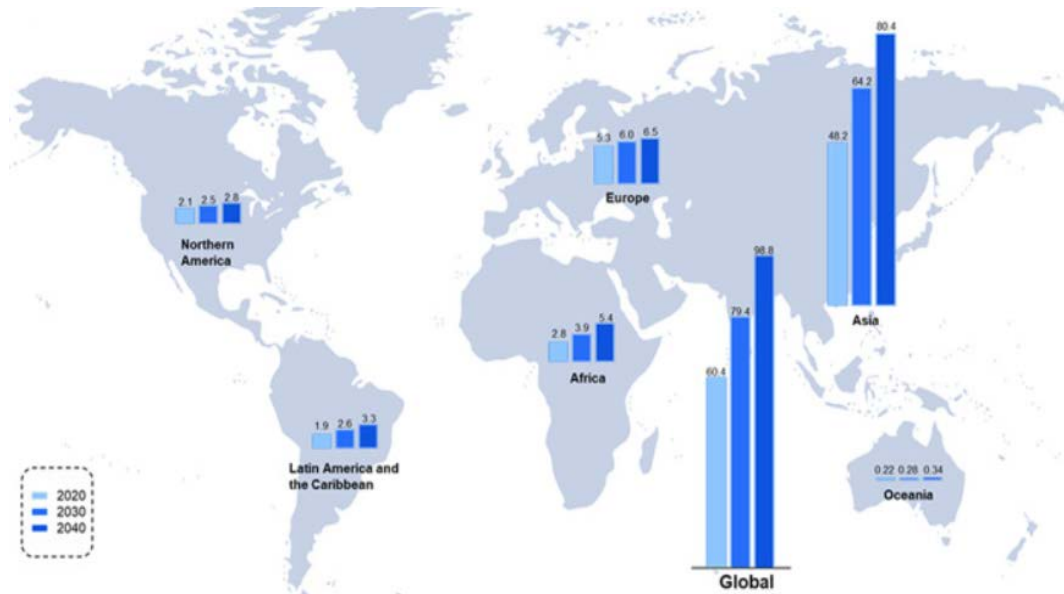 80.4
64.2
48.2
5.3 6.0 6.5
Europe
2.1 2.5 2.8
Northern
America
98.8
79.4
60.4
Asia
2.8 3.9 5.4
Africa
1.9 2.6 3.3
Latin America and
the Caribbean
0.22 0.28 0.34
Oceania
2020
2030
2040
Global